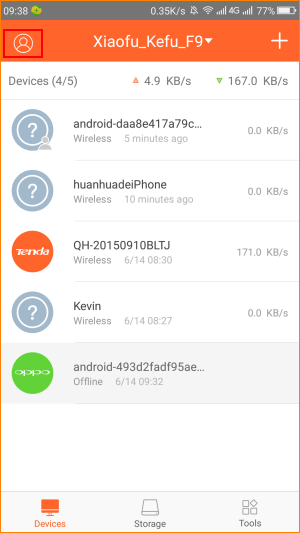 09:38 0.35K/s 4G 77%
Xiaofu_Kefu_F9
Devices (4/5) 4.9 KB/s 167.0 KB/s
android-daa8e417a79c...
Wireless 5 minutes ago 0.0 KB/s
huanhuadeiPhone
Wireless 10 minutes ago 0.0 KB/s
Tenda QH-20150910BLTJ
Wireless 6/14 08:30 171.0 KB/s
Kevin
Wireless 6/14 08:27 0.0 KB/s
oppo android-493d2fadf95ae...
Offline 6/14 09:32
Devices Storage Tools